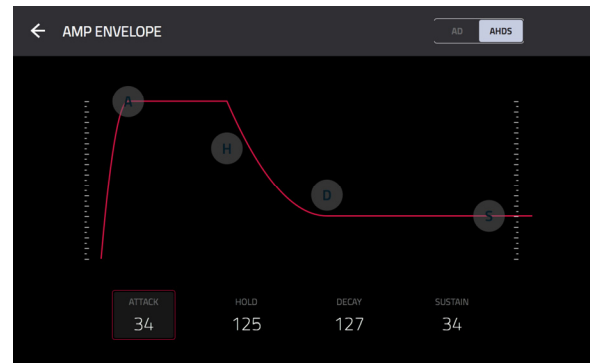 AMP ENVELOPE
AD AHDS
A
H
D
S
ATTACK HOLD DECAY SUSTAIN
34 125 127 34